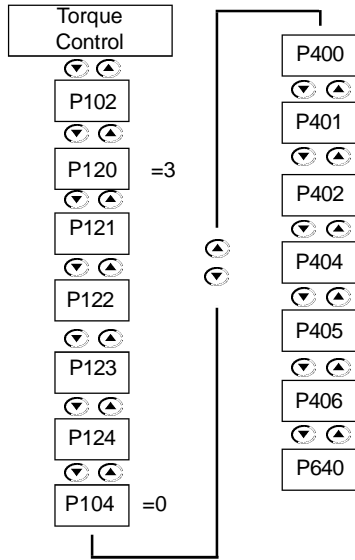 Torque
Control
P102
P120 =3
P121
P122
P123
P124
P104 =0
P400
P401
P402
P404
P405
P406
P640